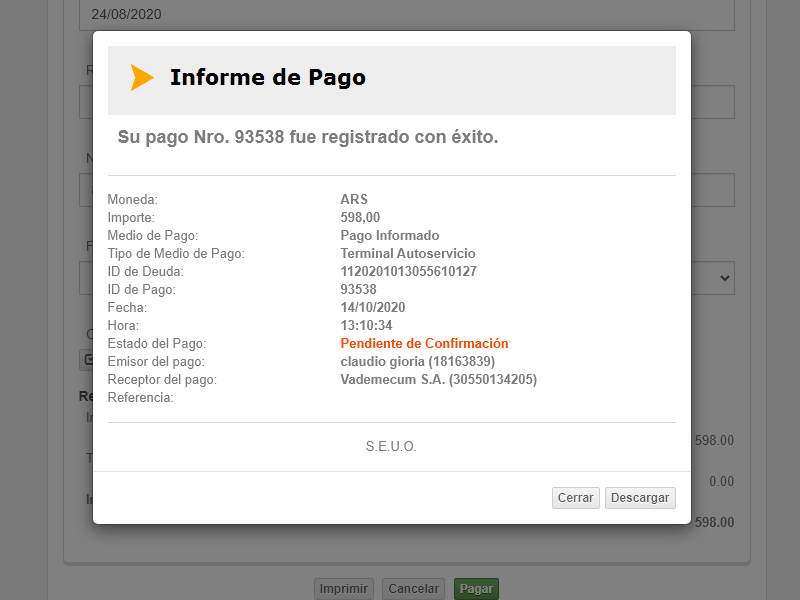 24/08/2020
Informe de Pago
Su pago Nro. 93538 fue registrado con éxito.
Moneda: ARS
Importe: 598,00
Medio de Pago: Pago Informado
Tipo de Medio de Pago: Terminal Autoservicio
ID de Deuda: 1120201013055610127
ID de Pago: 93538
Fecha: 14/10/2020
Hora: 13:10:34
Estado del Pago: Pendiente de Confirmación
Emisor del pago: claudio gioria (18163839)
Receptor del pago: Vademecum S.A. (30550134205)
Referencia:
598.00
S.E.U.O.
0.00
Cerrar Descargar
598.00
Imprimir Cancelar Pagar